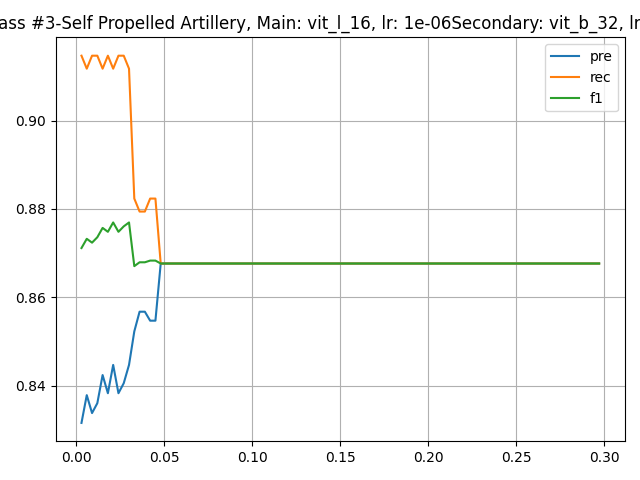 ass #3-Self Propelled Artillery, Main: vit_l_16, lr: 1e-06Secondary: vit_b_32, lr
pre
rec
f1
0.90
0.88
0.86
0.84
0.00 0.05 0.10 0.15 0.20 0.25 0.30